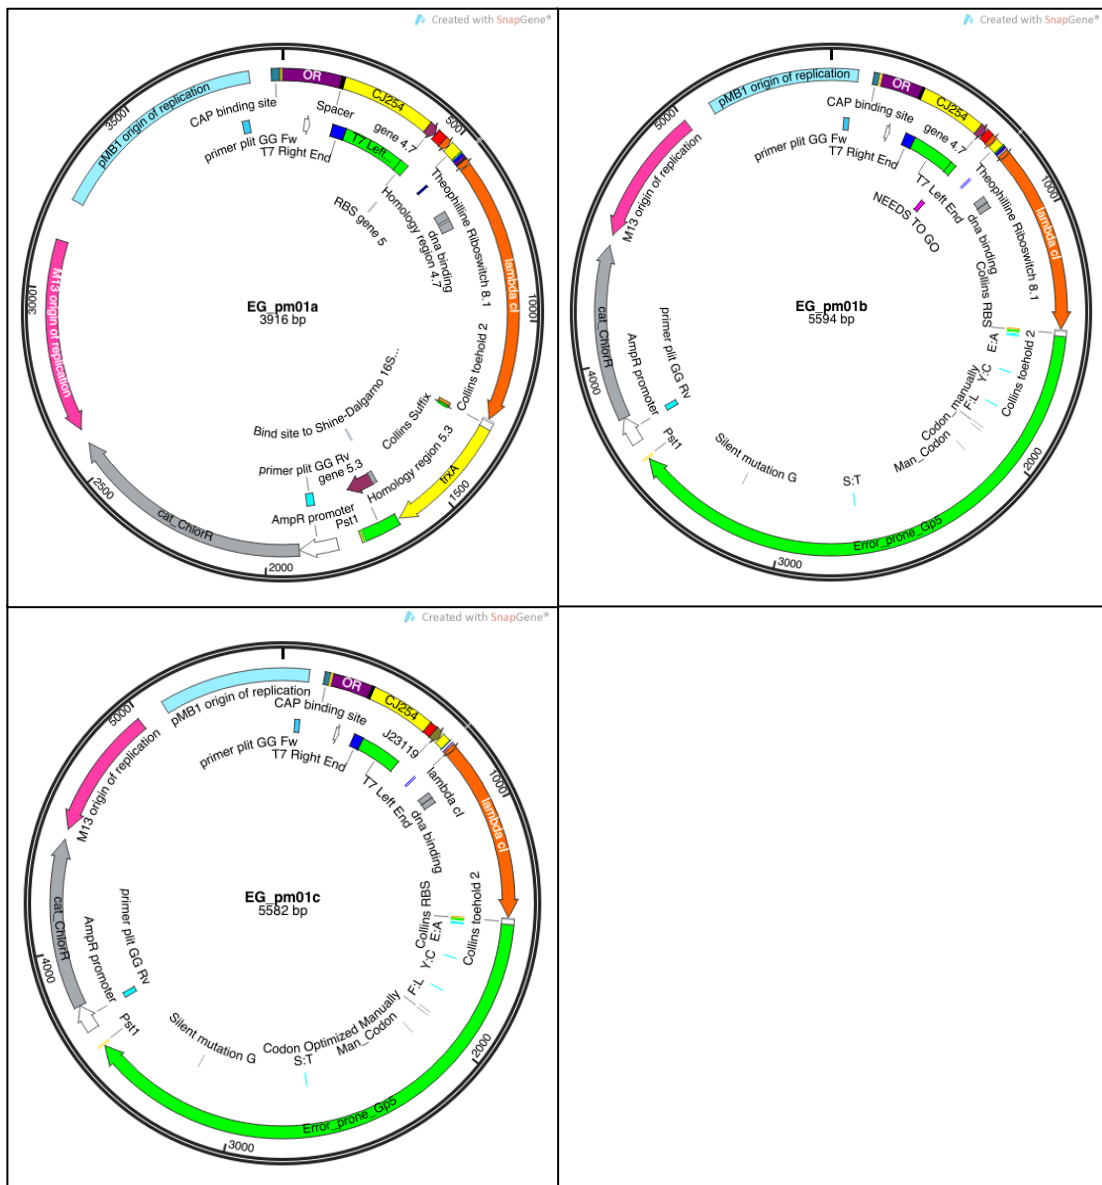 Created with SnapGene®
OR
CJ254
pMB1 origin of replication
3500
CAP binding site
Spacer
gene 4.7
500
primer plit GG Fw
T7 Right End
T7 Left...
Theophilline Riboswitch 8.1
RBS gene 5
Homology region 4.7
dna binding
lambda cI
M13 origin of replication
3000
EG_pm01a
3916 bp
1000
Collins toehold 2
Bind site to Shine-Dalgarno 16S...
Collins Suffix
primer plit GG Rv
gene 5.3
Homology region 5.3
trxA
1500
AmpR promoter
Pst1
cat_ChlorR
2500
2000
Created with SnapGene®
pMB1 origin of replication
OR
CJ254
5000
CAP binding site
gene 4.7
primer plit GG Fw
T7 Right End
T7 Left End
Theophilline Riboswitch 8.1
NEEDS TO GO
dna binding
1000
lambda cI
M13 origin of replication
cat_ChlorR
EG_pm01b
5594 bp
Collins RBS
E:A
Collins toehold 2
Y:C
F:L
primer plit GG Rv
AmpR promoter
4000
Pst1
Codon_manually
Man_Codon
Silent mutation G
S:T
2000
Error_prone_Gp5
3000
Created with SnapGene®
pMB1 origin of replication
OR
CJ254
5000
CAP binding site
J23119
primer plit GG Fw
T7 Right End
T7 Left End
lambda cI
dna binding
1000
lambda cI
M13 origin of replication
cat_ChlorR
EG_pm01c
5582 bp
Collins RBS
E:A
Collins toehold 2
Y:C
F:L
primer plit GG Rv
AmpR promoter
4000
Pst1
Codon Optimized Manually
Man_Codon
Silent mutation G
S:T
2000
Error_prone_Gp5
3000